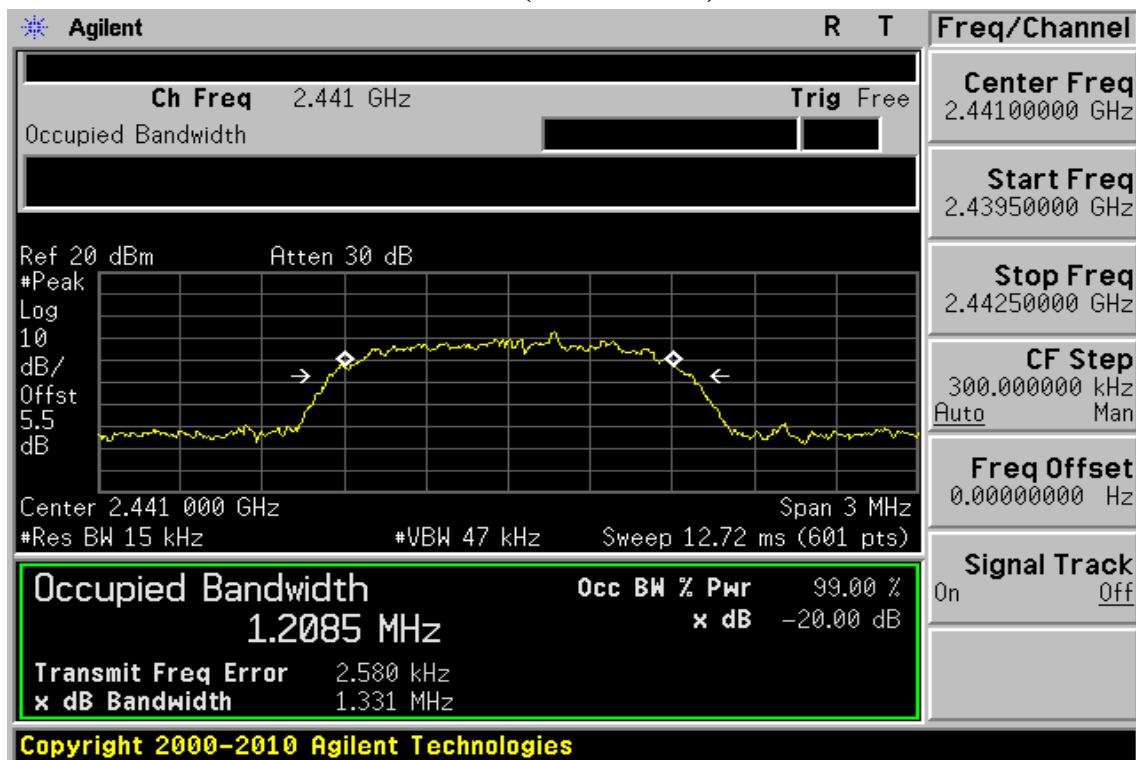 Agilent R T Freq/Channel
Ch Freq 2.441 GHz Trig Free
Occupied Bandwidth
Center Freq
2.44100000 GHz
Start Freq
2.43950000 GHz
Stop Freq
2.44250000 GHz
CF Step
300.000000 kHz
Auto Man
Freq Offset
0.00000000 Hz
Signal Track
On Off
Ref 20 dBm Atten 30 dB
#Peak
Log
10
dB/
Offst
5.5
dB
Center 2.441 000 GHz Span 3 MHz
#Res BW 15 kHz #VBW 47 kHz Sweep 12.72 ms (601 pts)
Occupied Bandwidth
1.2085 MHz
Occ BW % Pwr 99.00 %
x dB -20.00 dB
Transmit Freq Error 2.580 kHz
x dB Bandwidth 1.331 MHz
Copyright 2000-2010 Agilent Technologies